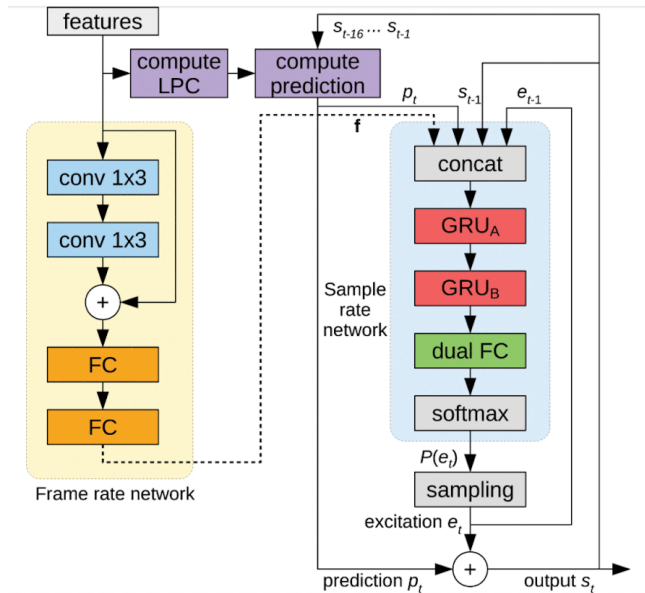 features
compute
LPC
compute
prediction
s_{t-16} ... s_{t-1}
p_t
s_{t-1}
e_{t-1}
f
conv 1x3
conv 1x3
+
FC
FC
Frame rate network
concat
GRU_A
GRU_B
dual FC
softmax
Sample
rate
network
P(e_t)
sampling
excitation e_t
prediction p_t
+
output s_t